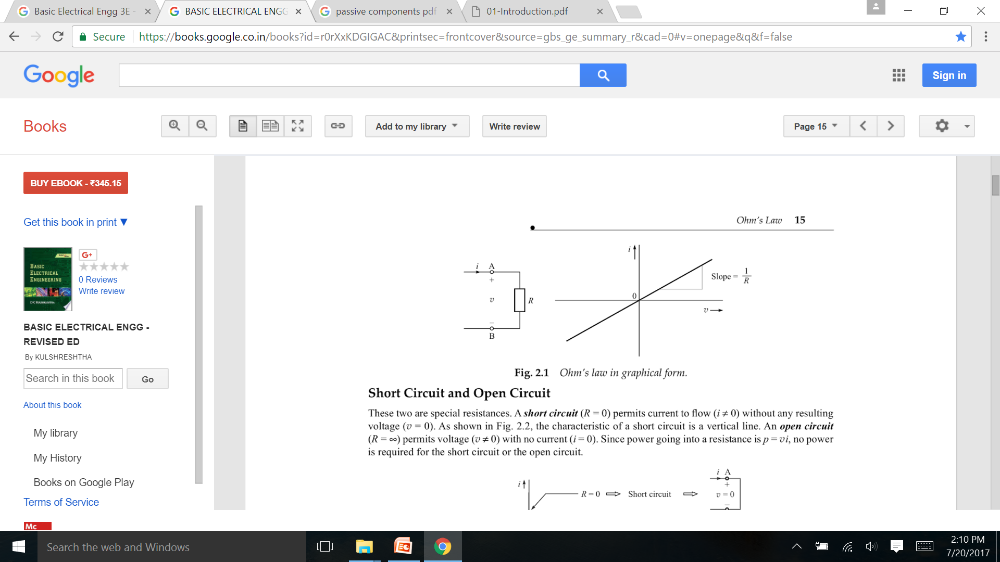 Basic Electrical Engg 3E -
BASIC ELECTRICAL ENGG
passive components pdf
01-Introduction.pdf
Secure
https://books.google.co.in/books?id=r0rXxKDGIGAC&printsec=frontcover&source=gbs_ge_summary_r&cad=0#v=onepage&q&f=false
Google
Sign in
Books
Add to my library
Write review
Page 15
BUY EBOOK - ₹345.15
Get this book in print ▼
BASIC
ELECTRICAL
ENGINEERING
D C KULSHRESHTHA
G+
0 Reviews
Write review
BASIC ELECTRICAL ENGG -
REVISED ED
By KULSHRESHTHA
Search in this book
Go
About this book
My library
My History
Books on Google Play
Terms of Service
Mc
Ohm's Law 15
i A
+
v
R
–
B
i
0
v
Slope = 1/R
Fig. 2.1 Ohm's law in graphical form.
Short Circuit and Open Circuit
These two are special resistances. A short circuit (R = 0) permits current to flow (i ≠ 0) without any resulting
voltage (v = 0). As shown in Fig. 2.2, the characteristic of a short circuit is a vertical line. An open circuit
(R = ∞) permits voltage (v ≠ 0) with no current (i = 0). Since power going into a resistance is p = vi, no power
is required for the short circuit or the open circuit.
i
R = 0 ⇒ Short circuit ⇒
i A
+
v = 0
–
Search the web and Windows
2:10 PM
7/20/2017